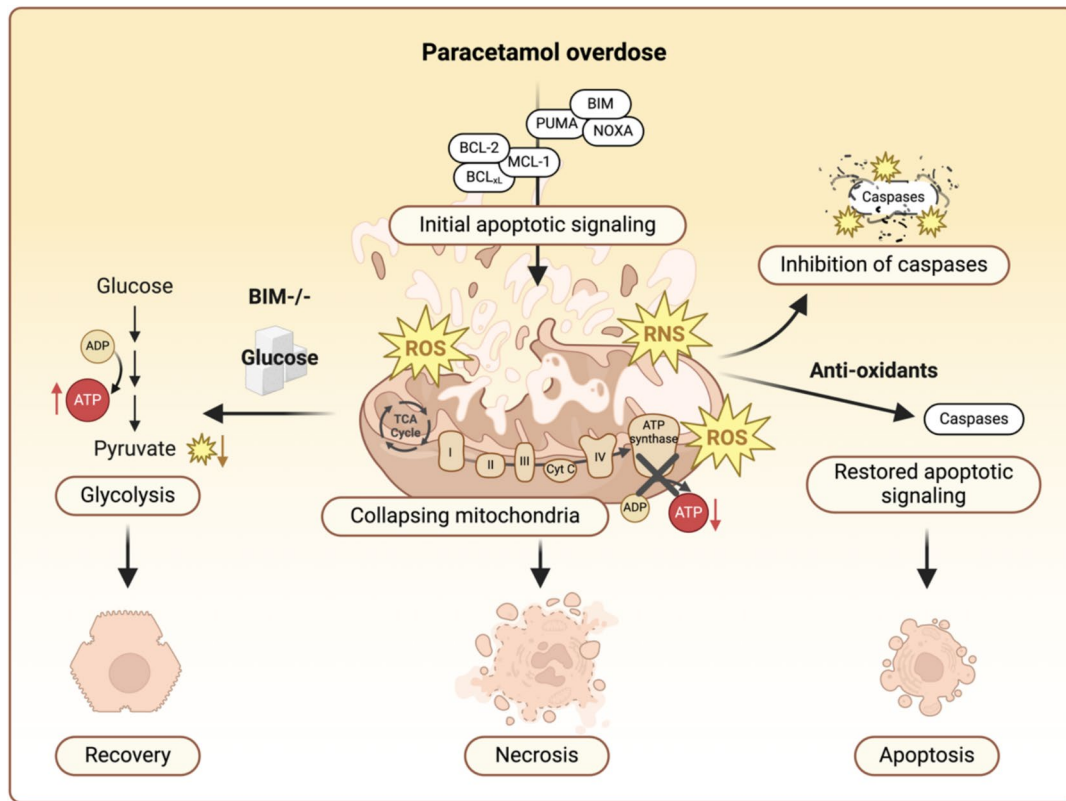 Paracetamol overdose
BIM
PUMA
NOXA
BCL-2
MCL-1
BCLxL
Initial apoptotic signaling
Caspases
Inhibition of caspases
Glucose
ADP
ATP
Pyruvate
Glycolysis
BIM-/-
Glucose
ROS
RNS
ROS
TCA
Cycle
I
II
III
Cyt C
IV
ATP
synthase
ADP
ATP
Collapsing mitochondria
Anti-oxidants
Caspases
Restored apoptotic
signaling
Recovery
Necrosis
Apoptosis